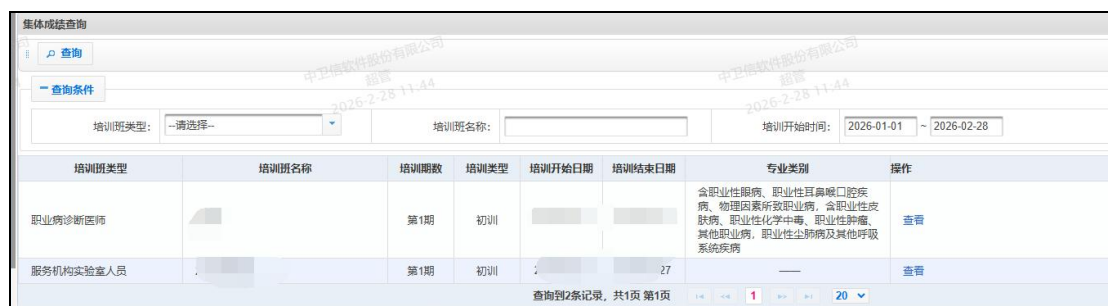 集体成绩查询
查询
中卫信软件股份有限公司
超管
2026-2-28 11:44
中卫信软件股份有限公司
超管
2026-2-28 11:44
查询条件
培训班类型: --请选择-- 培训班名称: 培训开始时间: 2026-01-01 ~ 2026-02-28
培训班类型 培训班名称 培训期数 培训类型 培训开始日期 培训结束日期 专业类别 操作
职业病诊断医师 第1期 初训 含职业性眼病、职业性耳鼻喉口腔疾病、物理因素所致职业病，含职业性皮肤病、职业性化学中毒、职业性肿瘤、其他职业病，职业性尘肺病及其他呼吸系统疾病 查看
服务机构实验室人员 第1期 初训 27 —— 查看
查询到2条记录，共1页 第1页 1 20